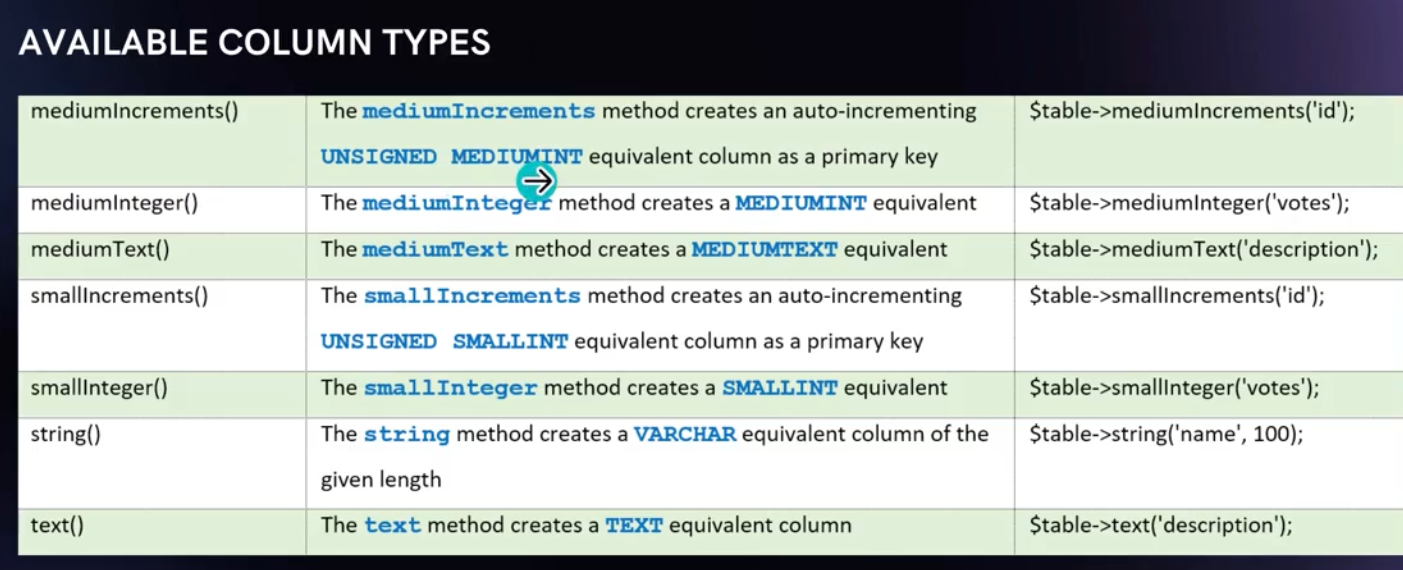 AVAILABLE COLUMN TYPES
mediumIncrements()
The mediumIncrements method creates an auto-incrementing
UNSIGNED MEDIUMINT equivalent column as a primary key
$table->mediumIncrements('id');
mediumInteger()
The mediumInteger method creates a MEDIUMINT equivalent
$table->mediumInteger('votes');
mediumText()
The mediumText method creates a MEDIUMTEXT equivalent
$table->mediumText('description');
smallIncrements()
The smallIncrements method creates an auto-incrementing
UNSIGNED SMALLINT equivalent column as a primary key
$table->smallIncrements('id');
smallInteger()
The smallInteger method creates a SMALLINT equivalent
$table->smallInteger('votes');
string()
The string method creates a VARCHAR equivalent column of the
given length
$table->string('name', 100);
text()
The text method creates a TEXT equivalent column
$table->text('description');